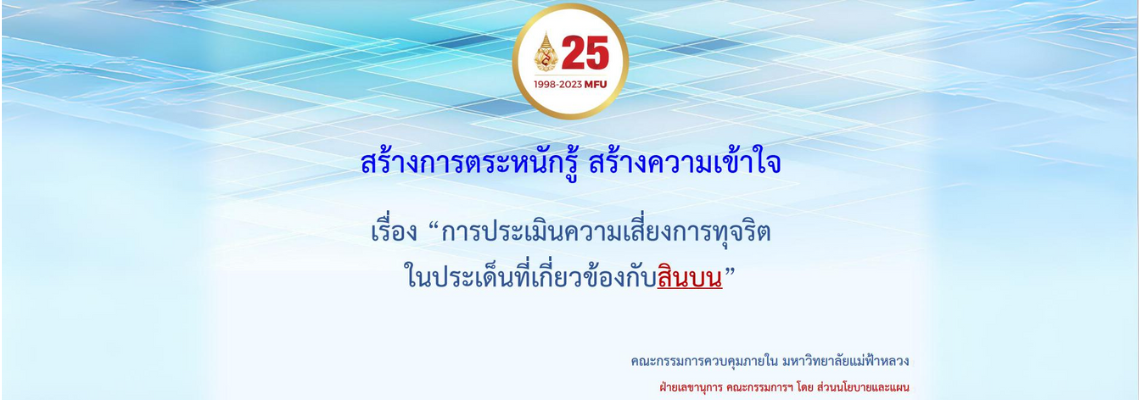 25
1998-2023 MFU
สร้างการตระหนักรู้ สร้างความเข้าใจ
เรื่อง “การประเมินความเสี่ยงการทุจริต
ในประเด็นที่เกี่ยวข้องกับสินบน”
คณะกรรมการควบคุมภายใน มหาวิทยาลัยแม่ฟ้าหลวง
ฝ่ายเลขานุการ คณะกรรมการฯ โดย ส่วนนโยบายและแผน